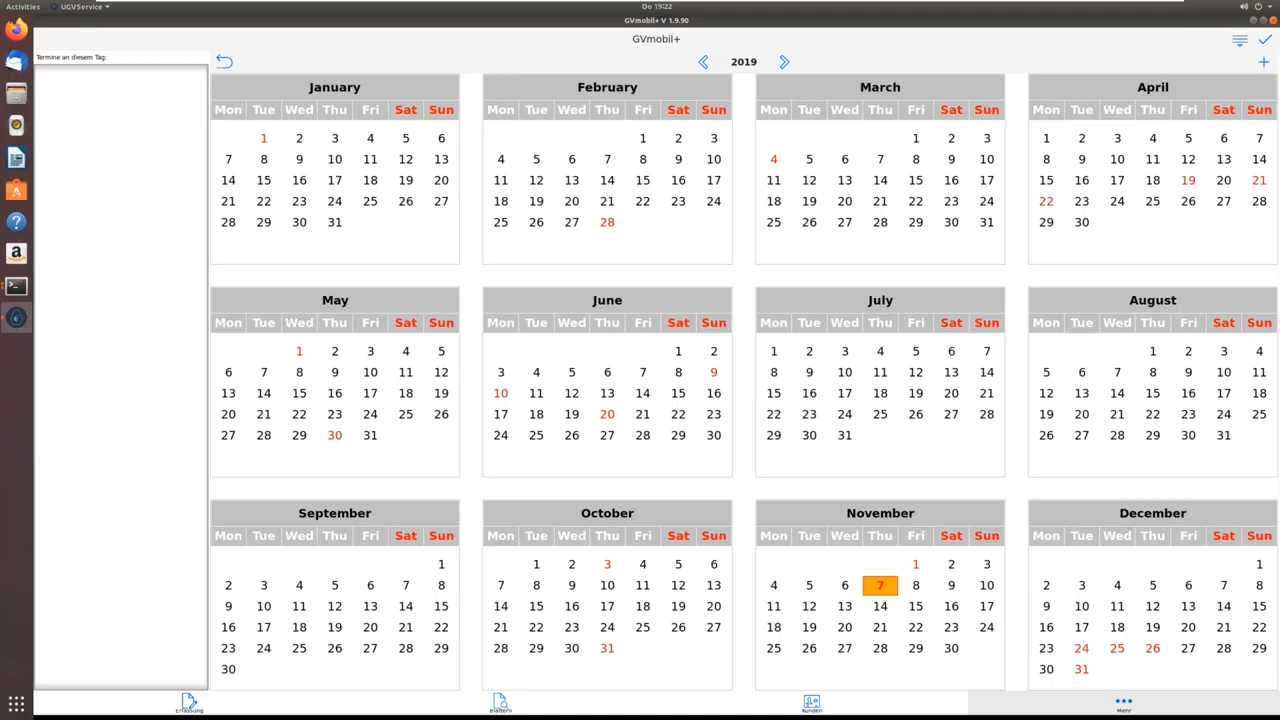 Activities UGVService Do 19:22
GVmobil+ V 1.9.90
GVmobil+
Termine an diesem Tag: 2019
January February March April
Mon Tue Wed Thu Fri Sat Sun Mon Tue Wed Thu Fri Sat Sun Mon Tue Wed Thu Fri Sat Sun Mon Tue Wed Thu Fri Sat Sun
1 2 3 4 5 6 1 2 3 1 2 3 1 2 3 4 5 6 7
7 8 9 10 11 12 13 4 5 6 7 8 9 10 4 5 6 7 8 9 10 8 9 10 11 12 13 14
14 15 16 17 18 19 20 11 12 13 14 15 16 17 11 12 13 14 15 16 17 15 16 17 18 19 20 21
21 22 23 24 25 26 27 18 19 20 21 22 23 24 18 19 20 21 22 23 24 22 23 24 25 26 27 28
28 29 30 31 25 26 27 28 25 26 27 28 29 30 31 29 30
May June July August
Mon Tue Wed Thu Fri Sat Sun Mon Tue Wed Thu Fri Sat Sun Mon Tue Wed Thu Fri Sat Sun Mon Tue Wed Thu Fri Sat Sun
1 2 3 4 5 1 2 1 2 3 4 5 6 7 1 2 3 4
6 7 8 9 10 11 12 3 4 5 6 7 8 9 8 9 10 11 12 13 14 5 6 7 8 9 10 11
13 14 15 16 17 18 19 10 11 12 13 14 15 16 15 16 17 18 19 20 21 12 13 14 15 16 17 18
20 21 22 23 24 25 26 17 18 19 20 21 22 23 22 23 24 25 26 27 28 19 20 21 22 23 24 25
27 28 29 30 31 24 25 26 27 28 29 30 29 30 31 26 27 28 29 30 31
September October November December
Mon Tue Wed Thu Fri Sat Sun Mon Tue Wed Thu Fri Sat Sun Mon Tue Wed Thu Fri Sat Sun Mon Tue Wed Thu Fri Sat Sun
1 1 2 3 4 5 6 1 2 3 1
2 3 4 5 6 7 8 7 8 9 10 11 12 13 4 5 6 7 8 9 10 2 3 4 5 6 7 8
9 10 11 12 13 14 15 14 15 16 17 18 19 20 11 12 13 14 15 16 17 9 10 11 12 13 14 15
16 17 18 19 20 21 22 21 22 23 24 25 26 27 18 19 20 21 22 23 24 16 17 18 19 20 21 22
23 24 25 26 27 28 29 28 29 30 31 25 26 27 28 29 30 23 24 25 26 27 28 29
30 30 31
Erfassung Blättern Kunden Mehr